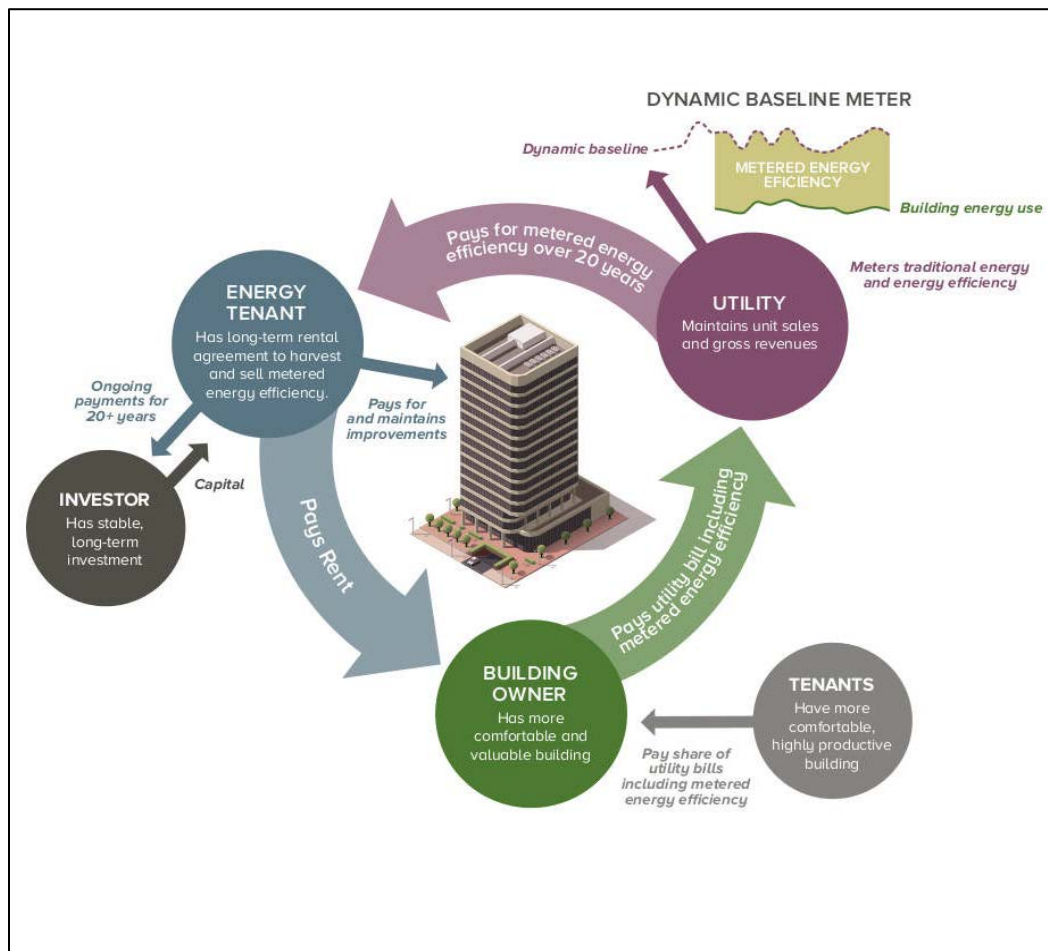 DYNAMIC BASELINE METER
Dynamic baseline
METERED ENERGY
EFICIENCY
Building energy use
Pays for metered energy
efficiency over 20 years
Meters traditional energy
and energy efficiency
ENERGY
TENANT
Has long-term rental
agreement to harvest
and sell metered
energy efficiency.
UTILITY
Maintains unit sales
and gross revenues
Ongoing
payments for
20+ years
Pays for
and maintains
improvements
Capital
INVESTOR
Has stable,
long-term
investment
Pays Rent
Pays utility bill including
metered energy efficiency
BUILDING
OWNER
Has more
comfortable and
valuable building
TENANTS
Have more
comfortable,
highly productive
building
Pay share of
utility bills
including metered
energy efficiency